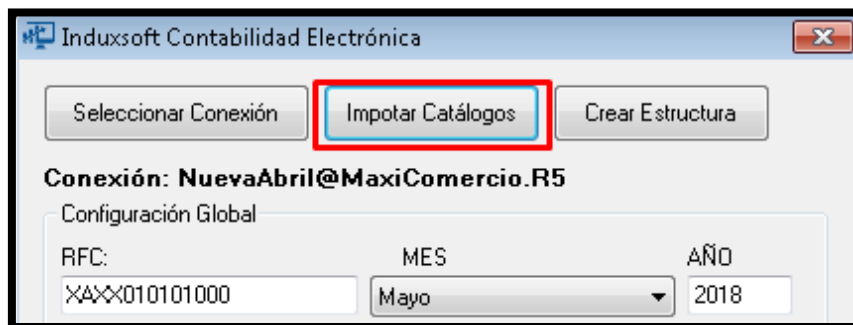 Induxsoft Contabilidad Electrónica
Seleccionar Conexión Impotar Catálogos Crear Estructura
Conexión: NuevaAbril@MaxiComercio.R5
Configuración Global
RFC: MES AÑO
XAXX010101000 Mayo 2018